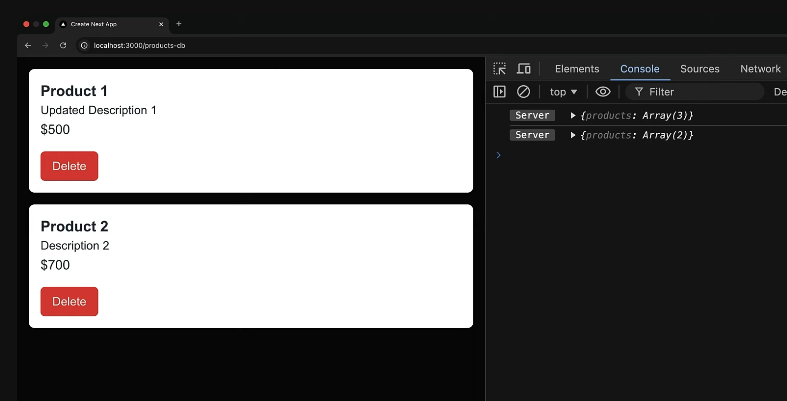 Create Next App
localhost:3000/products-db
Product 1
Updated Description 1
$500
Delete
Product 2
Description 2
$700
Delete
Elements Console Sources Network
top Filter De
Server {products: Array(3)}
Server {products: Array(2)}